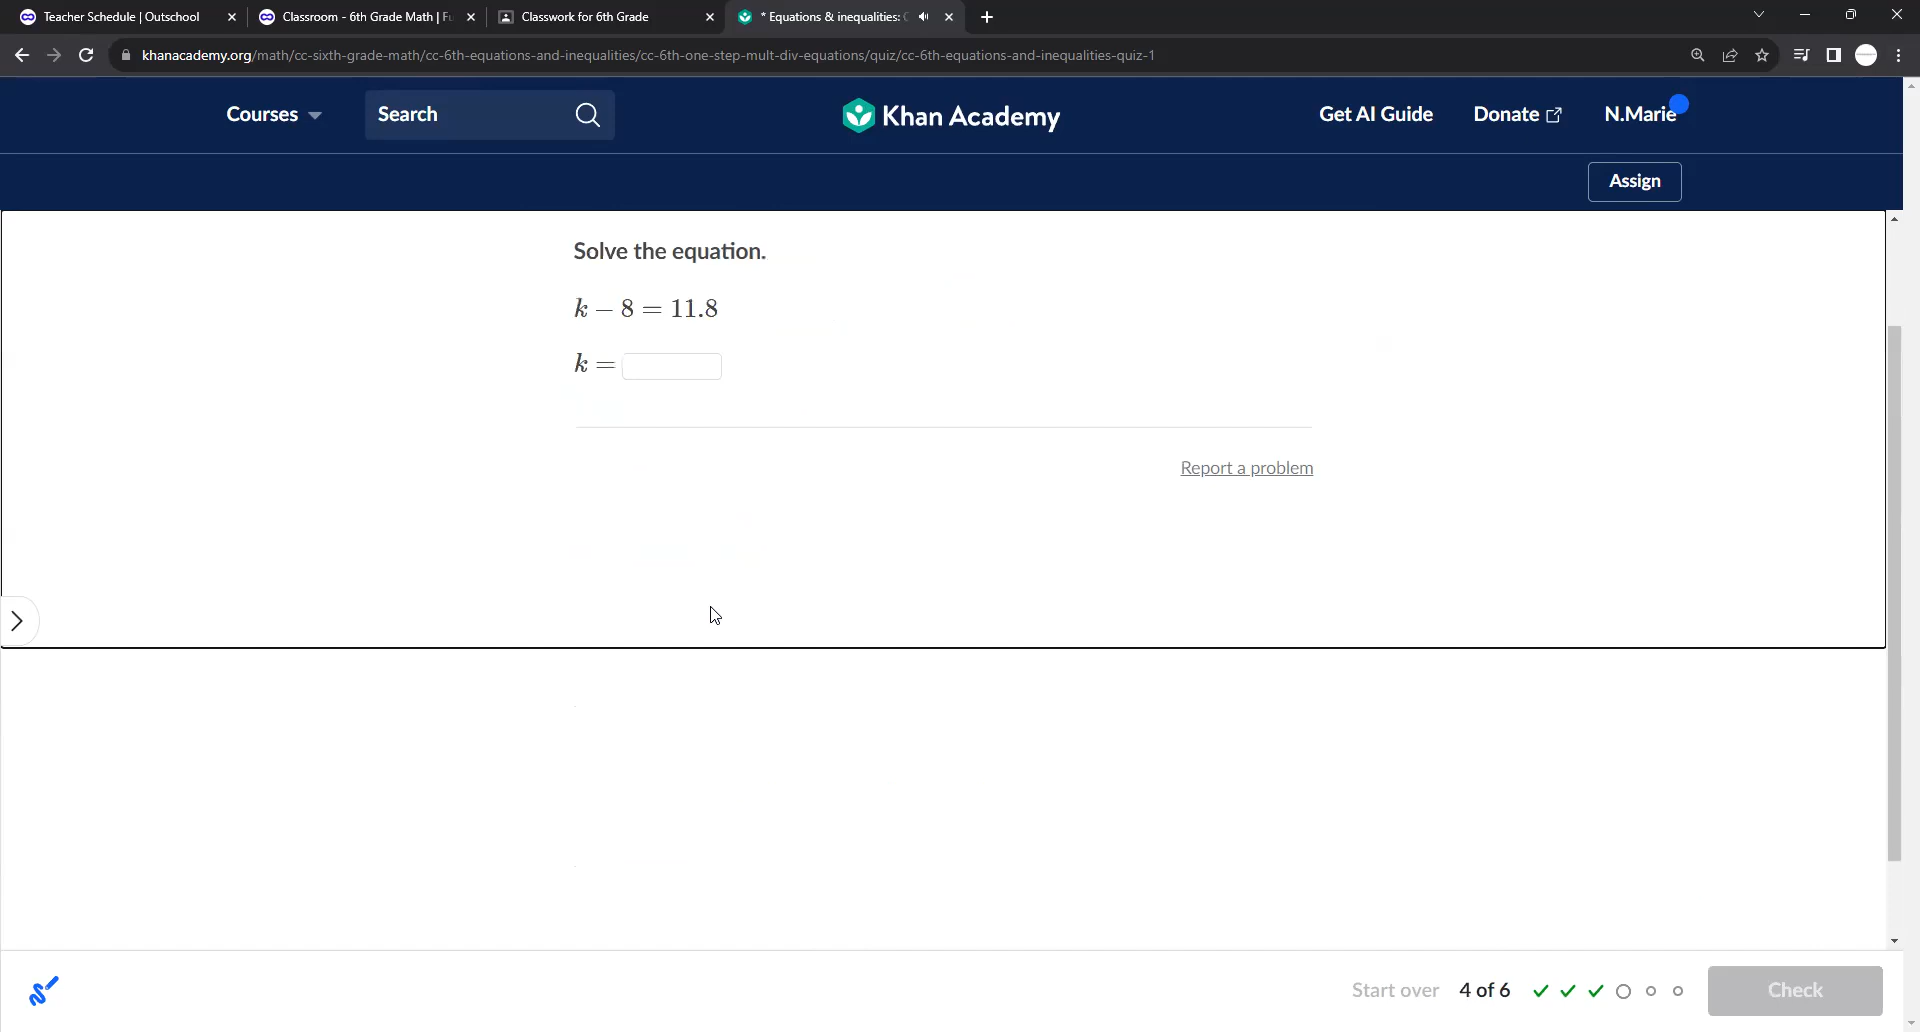 Teacher Schedule | Outschool
Classroom - 6th Grade Math | Fu
Classwork for 6th Grade
* Equations & inequalities: Q
khanacademy.org/math/cc-sixth-grade-math/cc-6th-equations-and-inequalities/cc-6th-one-step-mult-div-equations/quiz/cc-6th-equations-and-inequalities-quiz-1
Courses Search Khan Academy Get AI Guide Donate N.Marie
Assign
Solve the equation.
k − 8 = 11.8
k =
Report a problem
Start over 4 of 6 Check